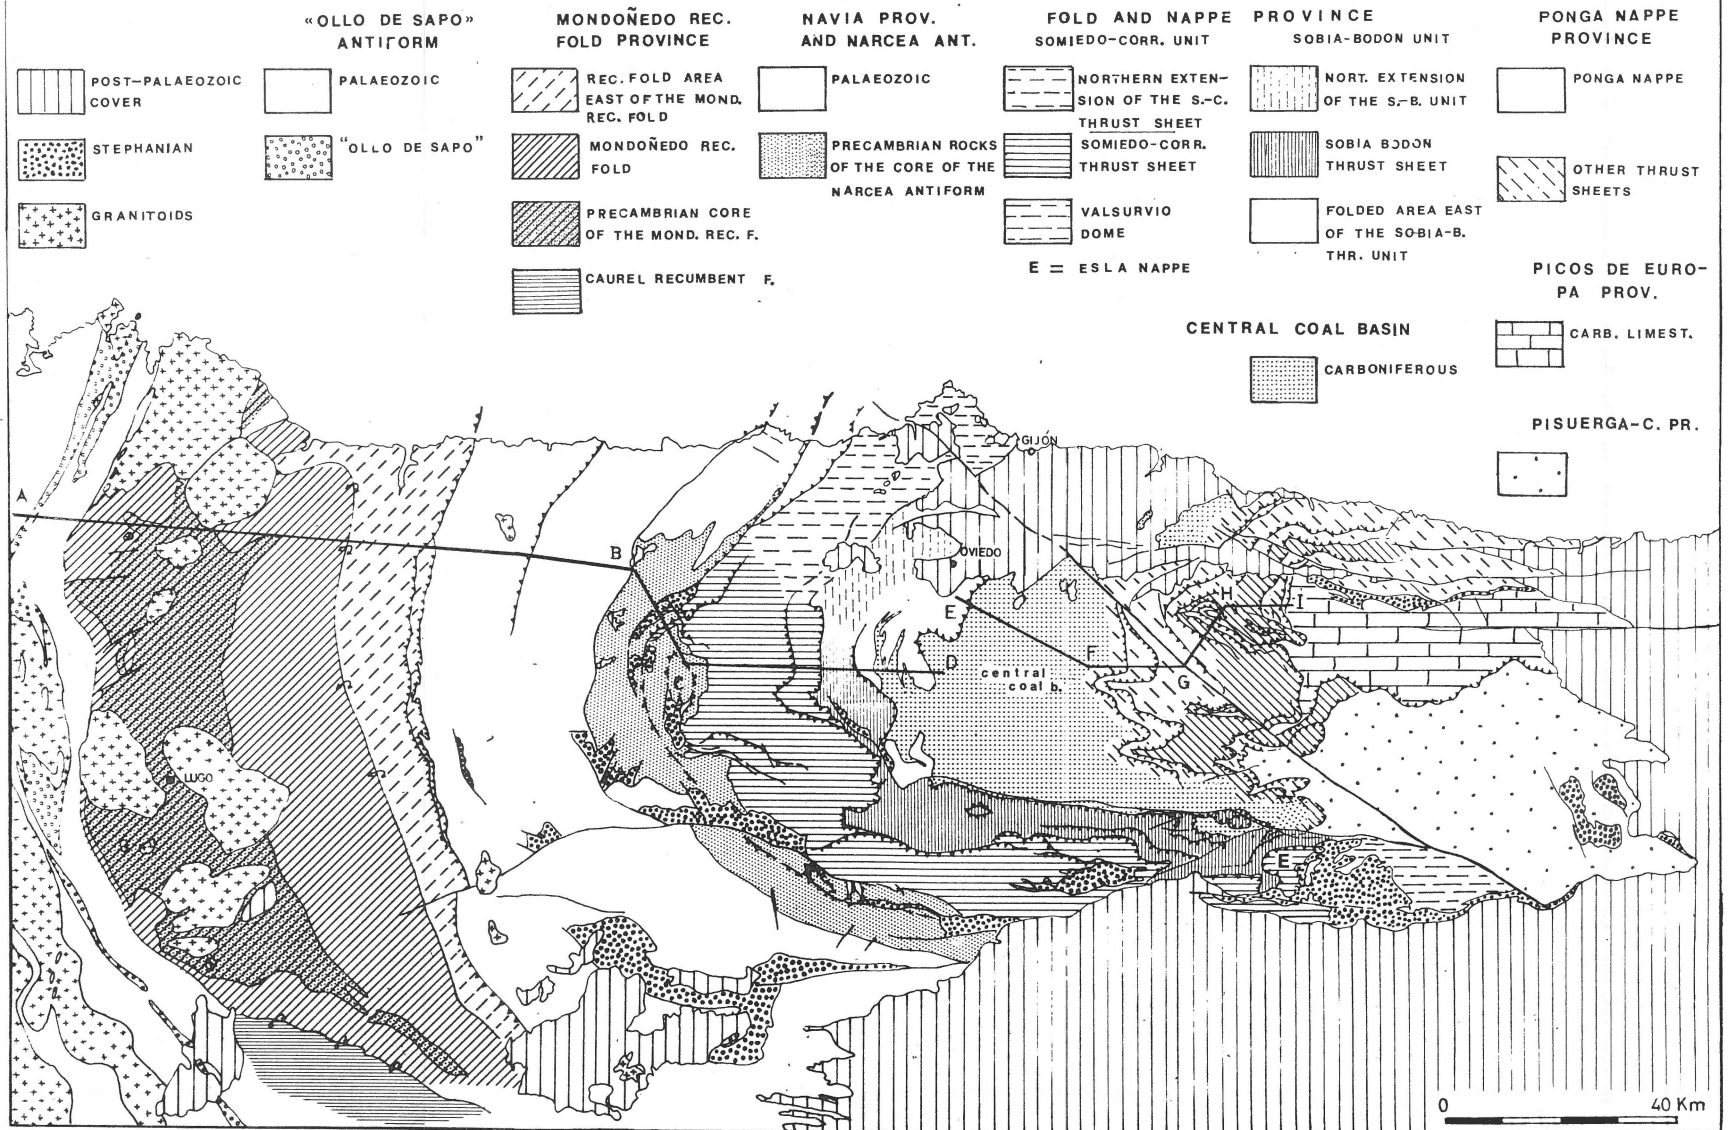 «OLLO DE SAPO»
ANTIFORM
PALAEOZOIC
"OLLO DE SAPO"
POST-PALAEOZOIC
COVER
STEPHANIAN
GRANITOIDS
MONDOÑEDO REC.
FOLD PROVINCE
REC. FOLD AREA
EAST OF THE MOND.
REC. FOLD
MONDOÑEDO REC.
FOLD
PRECAMBRIAN CORE
OF THE MOND. REC. F.
CAUREL RECUMBENT F.
NAVIA PROV.
AND NARCEA ANT.
PALAEOZOIC
PRECAMBRIAN ROCKS
OF THE CORE OF THE
NARCEA ANTIFORM
FOLD AND NAPPE PROVINCE
SOMIEDO-CORR. UNIT
NORTHERN EXTEN-
SION OF THE S.-C.
THRUST SHEET
SOMIEDO-CORR.
THRUST SHEET
VALSURVIO
DOME
E = ESLA NAPPE
SOBIA-BODON UNIT
NORT. EXTENSION
OF THE S.-B. UNIT
SOBIA BODON
THRUST SHEET
FOLDED AREA EAST
OF THE SOBIA-B.
THR. UNIT
CENTRAL COAL BASIN
CARBONIFEROUS
PONGA NAPPE
PROVINCE
PONGA NAPPE
OTHER THRUST
SHEETS
PICOS DE EURO-
PA PROV.
CARB. LIMEST.
PISUERGA-C. PR.
GIJÓN
A
B
OVIEDO
E
H
I
D
F
C
central
coal b.
G
LUGO
E
0 40 Km